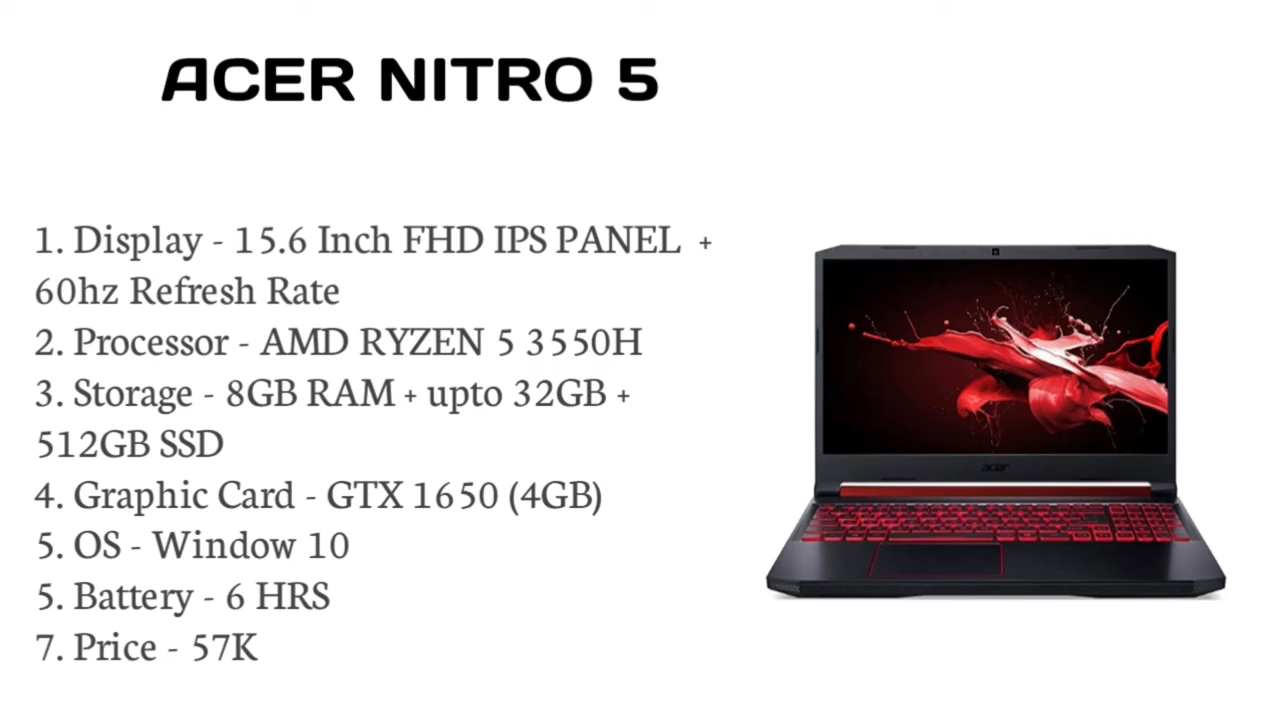 ACER NITRO 5
1. Display - 15.6 Inch FHD IPS PANEL +
60hz Refresh Rate
2. Processor - AMD RYZEN 5 3550H
3. Storage - 8GB RAM + upto 32GB +
512GB SSD
4. Graphic Card - GTX 1650 (4GB)
5. OS - Window 10
5. Battery - 6 HRS
7. Price - 57K
acer